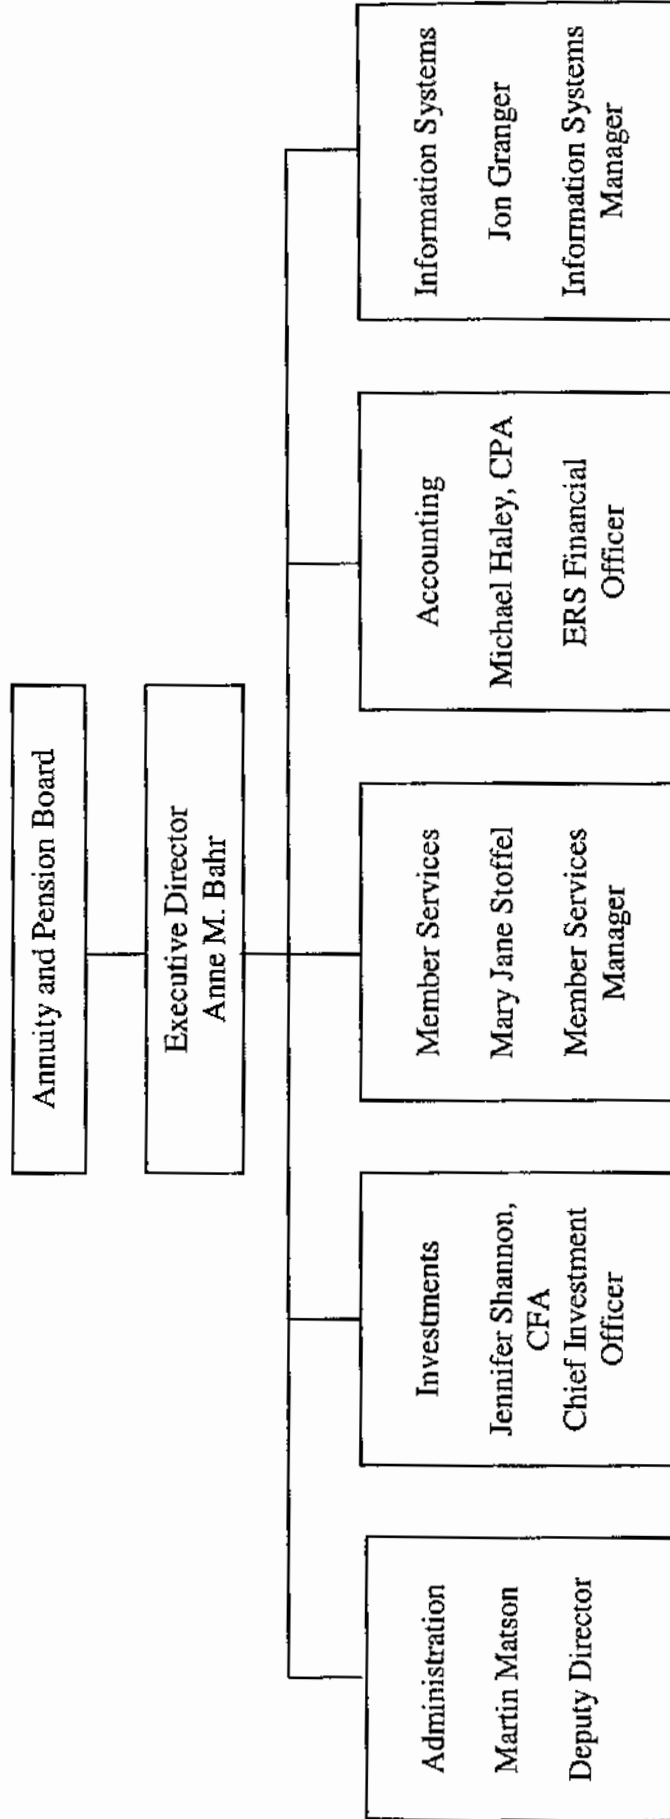 Annuity and Pension Board
Executive Director
Anne M. Bahr
Administration
Martin Matson
Deputy Director
Investments
Jennifer Shannon,
CFA
Chief Investment
Officer
Member Services
Mary Jane Stoffel
Member Services
Manager
Accounting
Michael Haley, CPA
ERS Financial
Officer
Information Systems
Jon Granger
Information Systems
Manager